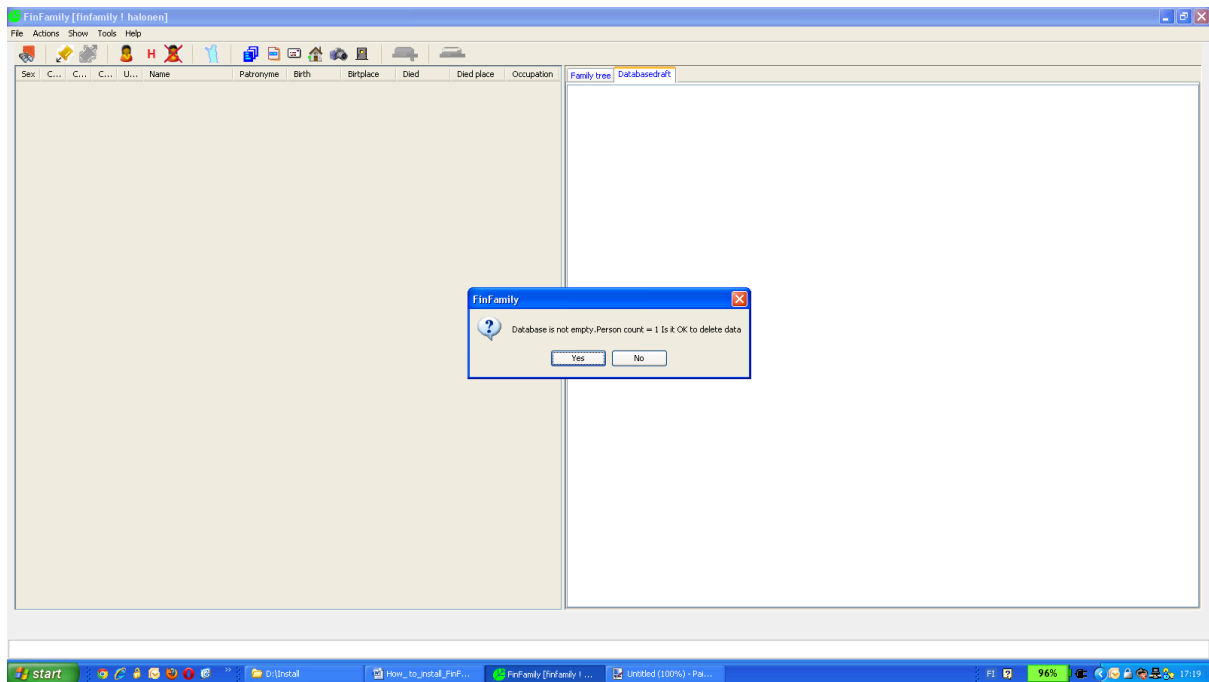 FinFamily [finfamily ! halonen]
File Actions Show Tools Help
H
Sex C... C... C... U... Name Patronyme Birth Birtplace Died Died place Occupation
Family tree Databasedraft
FinFamily
Database is not empty.Person count = 1 Is it OK to delete data
Yes No
start D:\Install How_ to_install_FinF... FinFamily [finfamily ! ... Untitled (100%) - Pai... FI 96% 17:19